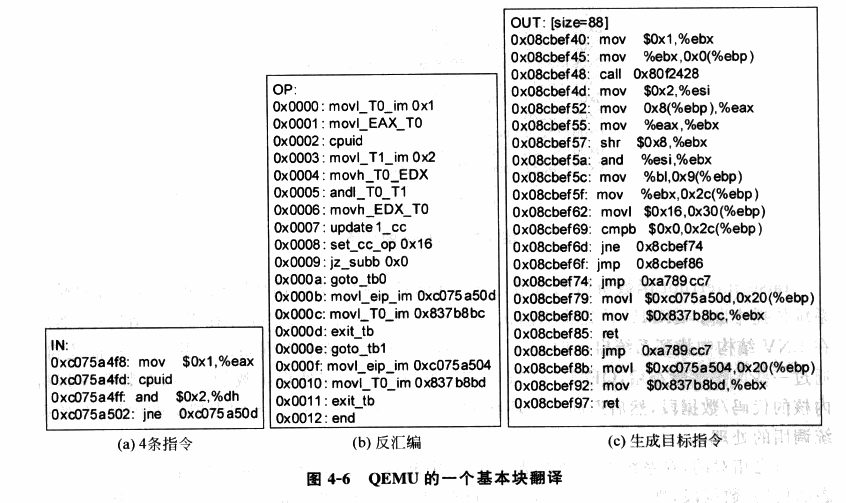 IN:
0xc075a4f8: mov $0x1,%eax
0xc075a4fd: cpuid
0xc075a4ff: and $0x2,%dh
0xc075a502: jne 0xc075a50d
(a) 4条指令
OP:
0x0000: movl_T0_im 0x1
0x0001: movl_EAX_T0
0x0002: cpuid
0x0003: movl_T1_im 0x2
0x0004: movh_T0_EDX
0x0005: andl_T0_T1
0x0006: movh_EDX_T0
0x0007: update1_cc
0x0008: set_cc_op 0x16
0x0009: jz_subb 0x0
0x000a: goto_tb0
0x000b: movl_eip_im 0xc075a50d
0x000c: movl_T0_im 0x837b8bc
0x000d: exit_tb
0x000e: goto_tb1
0x000f: movl_eip_im 0xc075a504
0x0010: movl_T0_im 0x837b8bd
0x0011: exit_tb
0x0012: end
(b) 反汇编
OUT: [size=88]
0x08cbef40: mov $0x1,%ebx
0x08cbef45: mov %ebx,0x0(%ebp)
0x08cbef48: call 0x80f2428
0x08cbef4d: mov $0x2,%esi
0x08cbef52: mov 0x8(%ebp),%eax
0x08cbef55: mov %eax,%ebx
0x08cbef57: shr $0x8,%ebx
0x08cbef5a: and %esi,%ebx
0x08cbef5c: mov %bl,0x9(%ebp)
0x08cbef5f: mov %ebx,0x2c(%ebp)
0x08cbef62: movl $0x16,0x30(%ebp)
0x08cbef69: cmpb $0x0,0x2c(%ebp)
0x08cbef6d: jne 0x8cbef74
0x08cbef6f: jmp 0x8cbef86
0x08cbef74: jmp 0xa789cc7
0x08cbef79: movl $0xc075a50d,0x20(%ebp)
0x08cbef80: mov $0x837b8bc,%ebx
0x08cbef85: ret
0x08cbef86: jmp 0xa789cc7
0x08cbef8b: movl $0xc075a504,0x20(%ebp)
0x08cbef92: mov $0x837b8bd,%ebx
0x08cbef97: ret
(c) 生成目标指令
图 4-6 QEMU 的一个基本块翻译